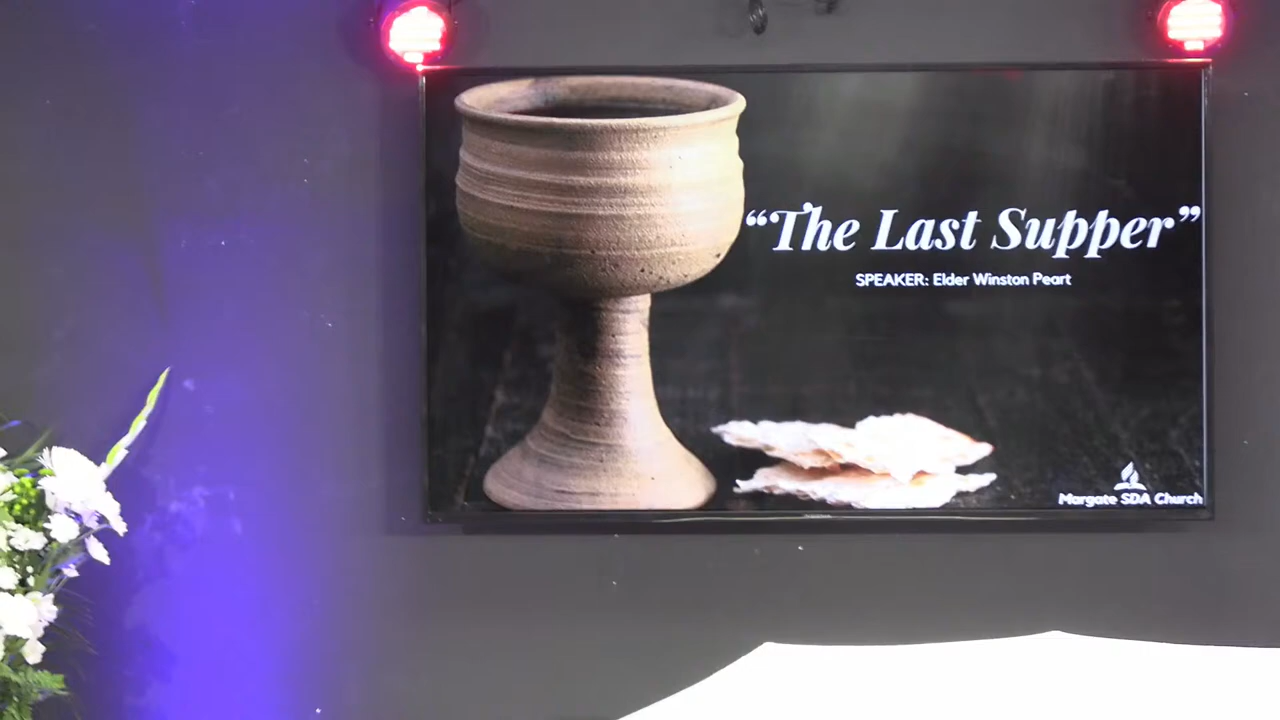 “The Last Supper”
SPEAKER: Elder Winston Peart
Margate SDA Church